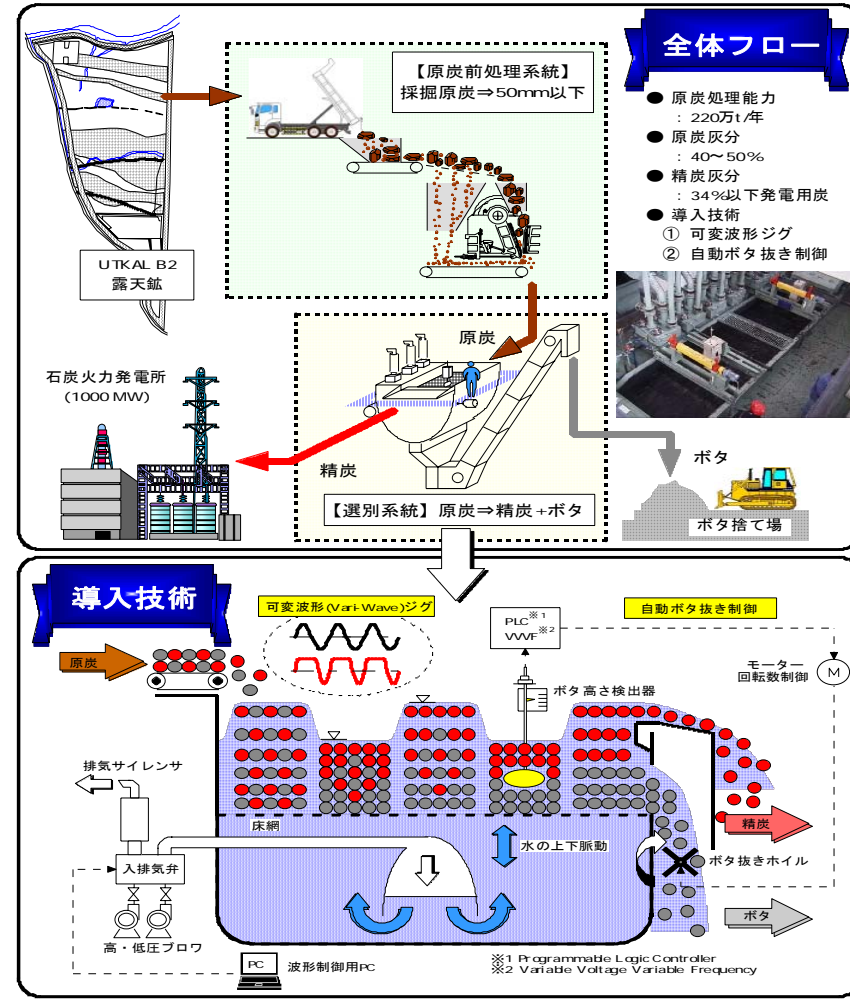 全体フロー
【原炭前処理系統】
採掘原炭⇒50mm以下
● 原炭処理能力
: 220万t/年
● 原炭灰分
: 40～50%
● 精炭灰分
: 34%以下発電用炭
● 導入技術
① 可変波形ジグ
② 自動ボタ抜き制御
UTKAL B2
露天鉱
原炭
石炭火力発電所
(1000 MW)
精炭
ボタ
【選別系統】原炭⇒精炭+ボタ
ボタ捨て場
導入技術
可変波形(Vari-Wave)ジグ
自動ボタ抜き制御
PLC※1
VVVF※2
原炭
モーター
回転数制御
M
ボタ高さ検出器
排気サイレンサ
床網
精炭
水の上下脈動
入排気弁
ボタ抜きホイル
ボタ
高・低圧ブロワ
PC
波形制御用PC
※1 Programmable Logic Controller
※2 Variable Voltage Variable Frequency